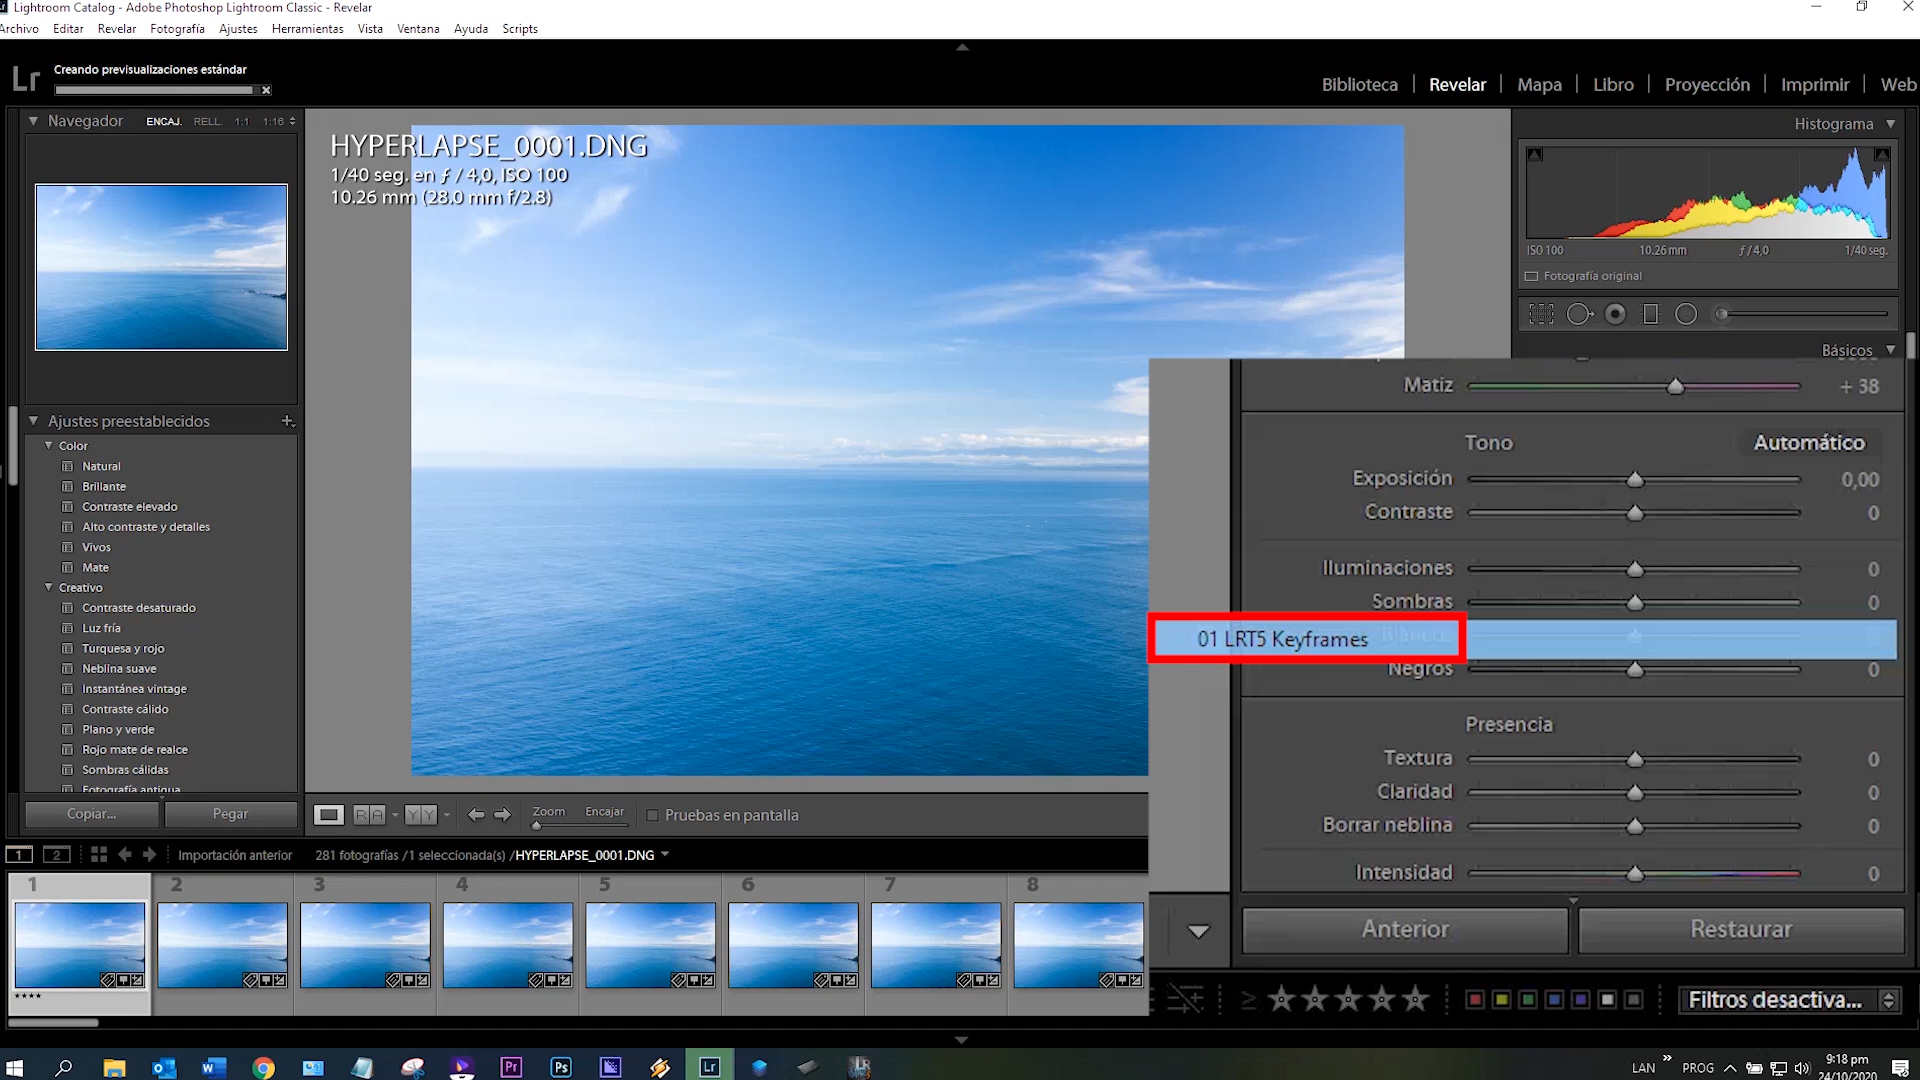 Lightroom Catalog - Adobe Photoshop Lightroom Classic - Revelar
Archivo Editar Revelar Fotografía Ajustes Herramientas Vista Ventana Ayuda Scripts
Lr
Creando previsualizaciones estándar
Biblioteca | Revelar | Mapa | Libro | Proyección | Imprimir | Web
Navegador ENCAJ. RELL. 1:1 1:16
HYPERLAPSE_0001.DNG
1/40 seg. en ƒ / 4,0, ISO 100
10.26 mm (28.0 mm f/2.8)
Histograma
ISO 100 10.26 mm ƒ / 4,0 1/40 seg.
Fotografía original
Básicos
Ajustes preestablecidos
Color
Natural
Brillante
Contraste elevado
Alto contraste y detalles
Vivos
Mate
Creativo
Contraste desaturado
Luz fría
Turquesa y rojo
Neblina suave
Instantánea vintage
Contraste cálido
Plano y verde
Rojo mate de realce
Sombras cálidas
Fotografía antigua
Copiar... Pegar
Matiz + 38
Tono Automático
Exposición 0,00
Contraste 0
Iluminaciones 0
Sombras 0
01 LRT5 Keyframes
Negros 0
Presencia
Textura 0
Claridad 0
Borrar neblina 0
Intensidad 0
Anterior Restaurar
Zoom Encajar Pruebas en pantalla
1 2 Importación anterior 281 fotografías /1 seleccionada(s) /HYPERLAPSE_0001.DNG
1 2 3 4 5 6 7 8
Filtros desactiva...
LAN PROG 9:18 pm
24/10/2020